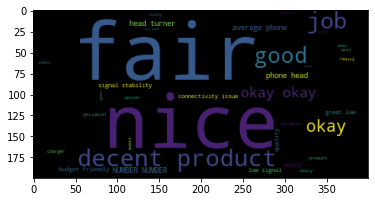 0
25
50
75
100
125
150
175
0
50
100
150
200
250
300
350
head turner
job
fair
average phone
good
phone head
signal stability
okay okay
option
connectivity issue
nice
great low
okay
quality
charger
decent product
budget friendly
NUMBER NUMBER
low signal